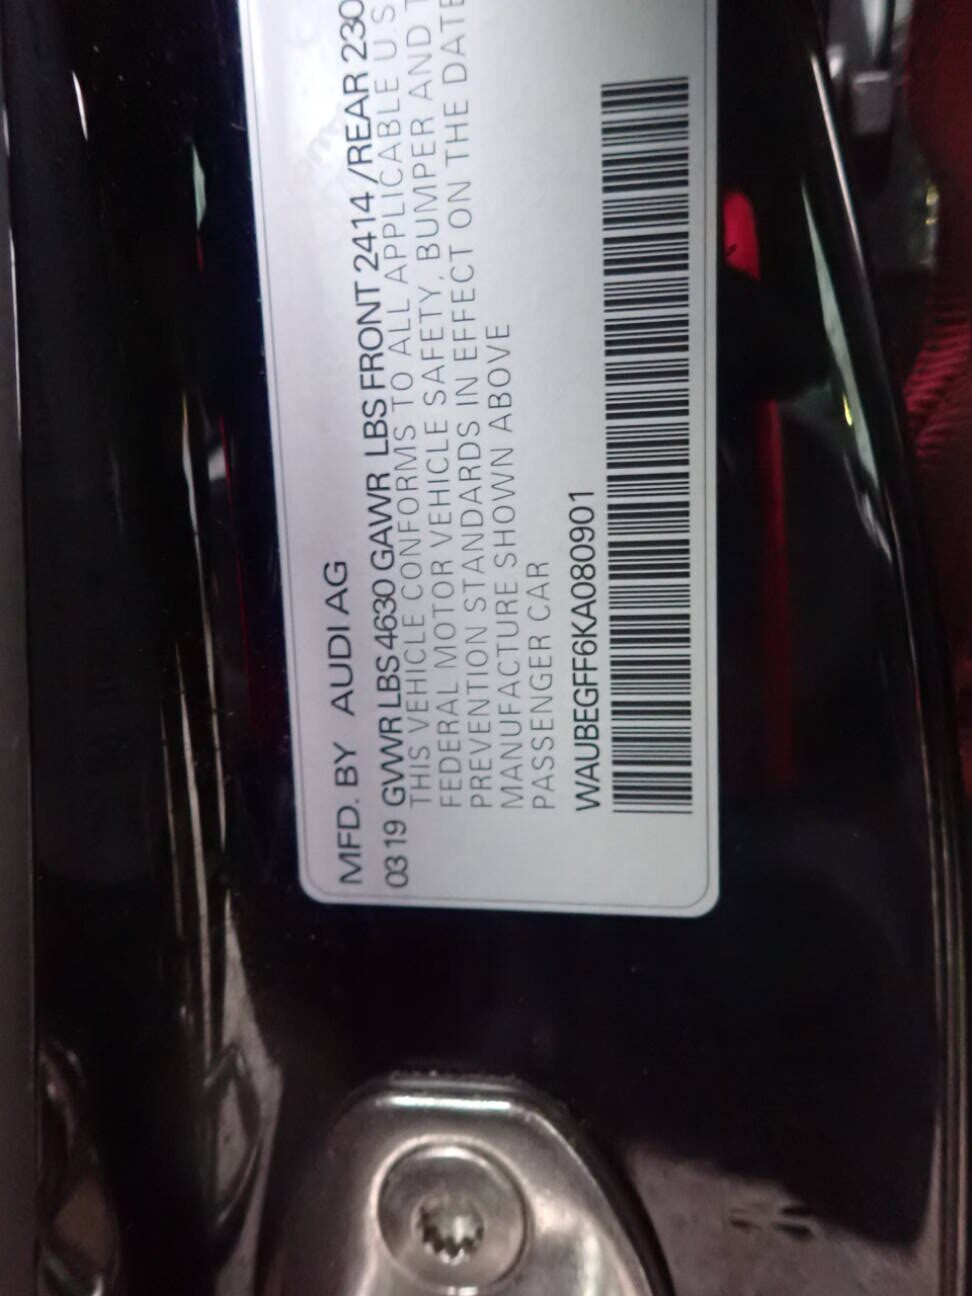 MFD. BY AUDI AG
03 19 GVWR LBS 4630 GAWR LBS FRONT 2414 /REAR 230
THIS VEHICLE CONFORMS TO ALL APPLICABLE U.S.
FEDERAL MOTOR VEHICLE SAFETY, BUMPER AND
PREVENTION STANDARDS IN EFFECT ON THE DATE
MANUFACTURE SHOWN ABOVE
PASSENGER CAR
WAUBEGFF6KA080901